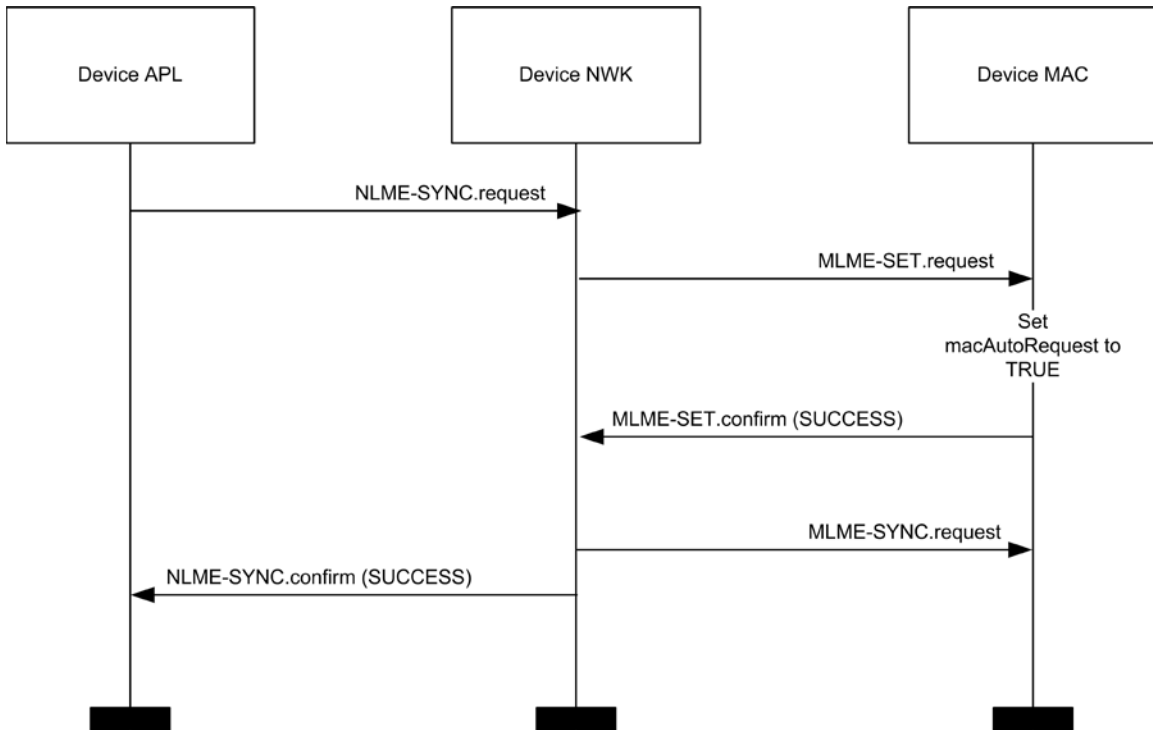 Device APL
Device NWK
Device MAC
NLME-SYNC.request
MLME-SET.request
Set
macAutoRequest to
TRUE
MLME-SET.confirm (SUCCESS)
MLME-SYNC.request
NLME-SYNC.confirm (SUCCESS)